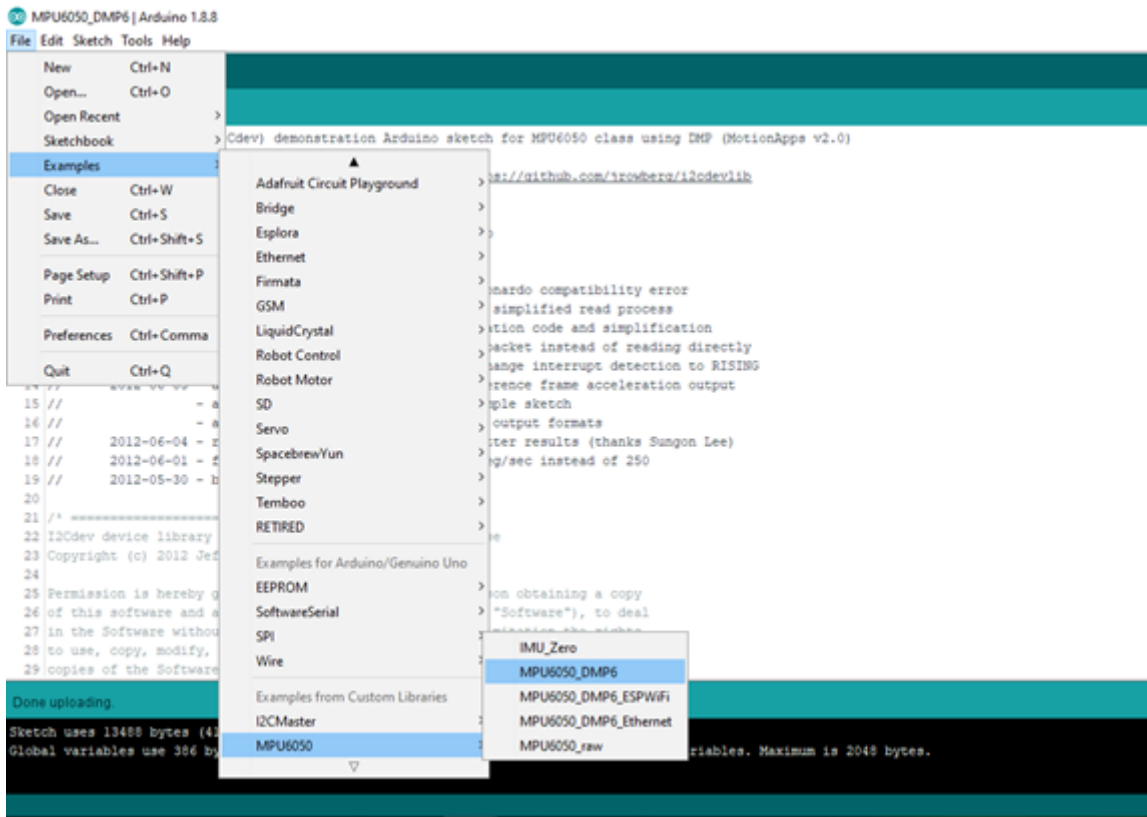 MPU6050_DMP6 | Arduino 1.8.8
File Edit Sketch Tools Help
New Ctrl+N
Open... Ctrl+O
Open Recent
Sketchbook
Examples
Close Ctrl+W
Save Ctrl+S
Save As... Ctrl+Shift+S
Page Setup Ctrl+Shift+P
Print Ctrl+P
Preferences Ctrl+Comma
Quit Ctrl+Q
Adafruit Circuit Playground
Bridge
Esplora
Ethernet
Firmata
GSM
LiquidCrystal
Robot Control
Robot Motor
SD
Servo
SpacebrewYun
Stepper
Temboo
RETIRED
Examples for Arduino/Genuino Uno
EEPROM
SoftwareSerial
SPI
Wire
Examples from Custom Libraries
I2CMaster
MPU6050
IMU_Zero
MPU6050_DMP6
MPU6050_DMP6_ESPWiFi
MPU6050_DMP6_Ethernet
MPU6050_raw
Cdev) demonstration Arduino sketch for MPU6050 class using DMP (MotionApps v2.0)
s://github.com/jrowberg/i2cdevlib
nardo compatibility error
simplified read process
tion code and simplification
packet instead of reading directly
ange interrupt detection to RISING
erence frame acceleration output
15 // - a ple sketch
16 // - a output formats
17 // 2012-06-04 - r ter results (thanks Sungon Lee)
18 // 2012-06-01 - f eg/sec instead of 250
19 // 2012-05-30 - b
20
21 /* ====================
22 I2Cdev device library
23 Copyright (c) 2012 Jef
24
25 Permission is hereby g on obtaining a copy
26 of this software and a "Software"), to deal
27 in the Software withou
28 to use, copy, modify,
29 copies of the Software
Done uploading.
Sketch uses 13488 bytes (41
Global variables use 386 by riables. Maximum is 2048 bytes.